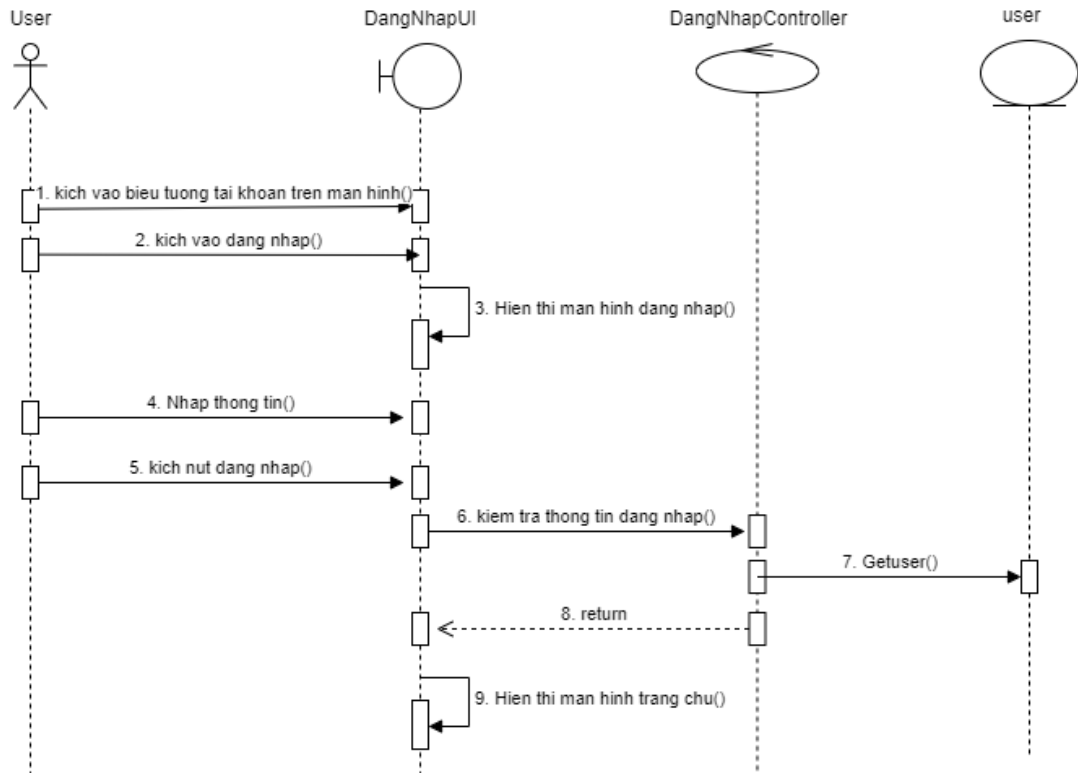 User
DangNhapUI
DangNhapController
user
1. kich vao bieu tuong tai khoan tren man hinh()
2. kich vao dang nhap()
3. Hien thi man hinh dang nhap()
4. Nhap thong tin()
5. kich nut dang nhap()
6. kiem tra thong tin dang nhap()
7. Getuser()
8. return
9. Hien thi man hinh trang chu()